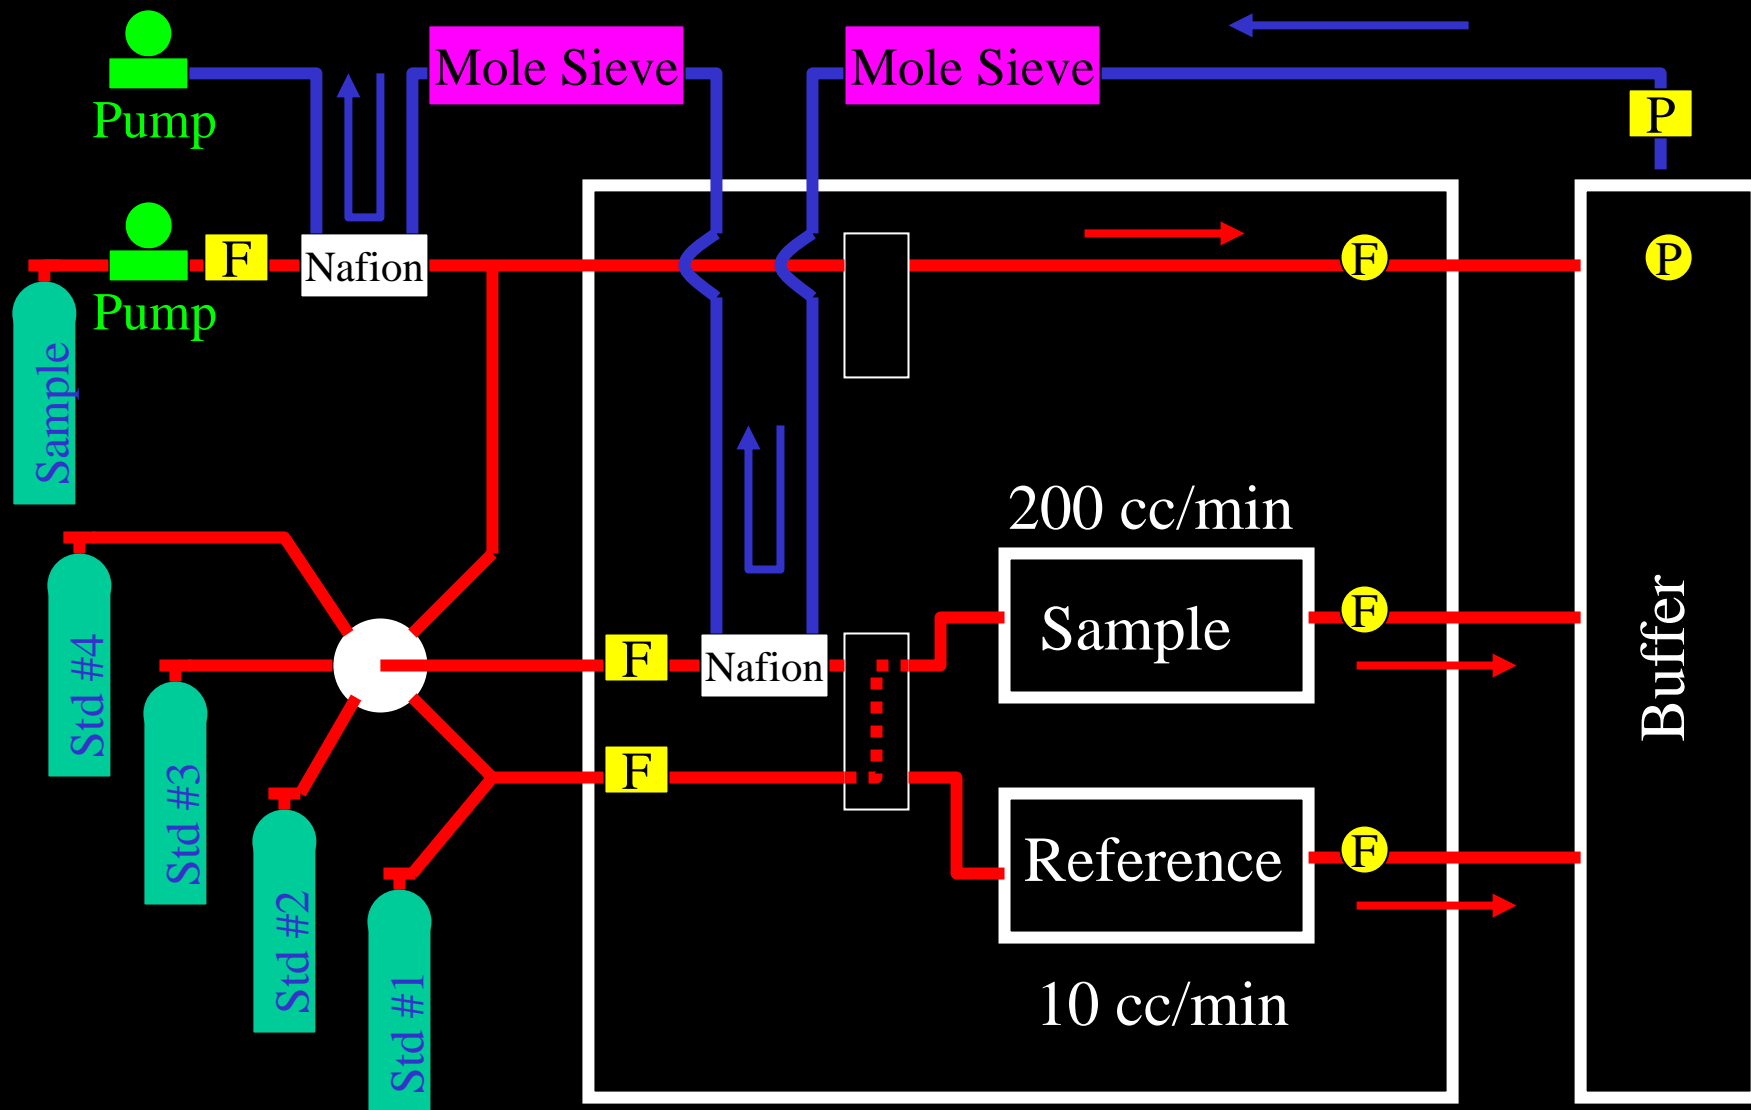 Mole Sieve
Mole Sieve
Pump
P
F
Nafion
F
P
Pump
Sample
200 cc/min
Sample
F
Std #4
F
Nafion
Buffer
Std #3
F
Reference
F
Std #2
Std #1
10 cc/min